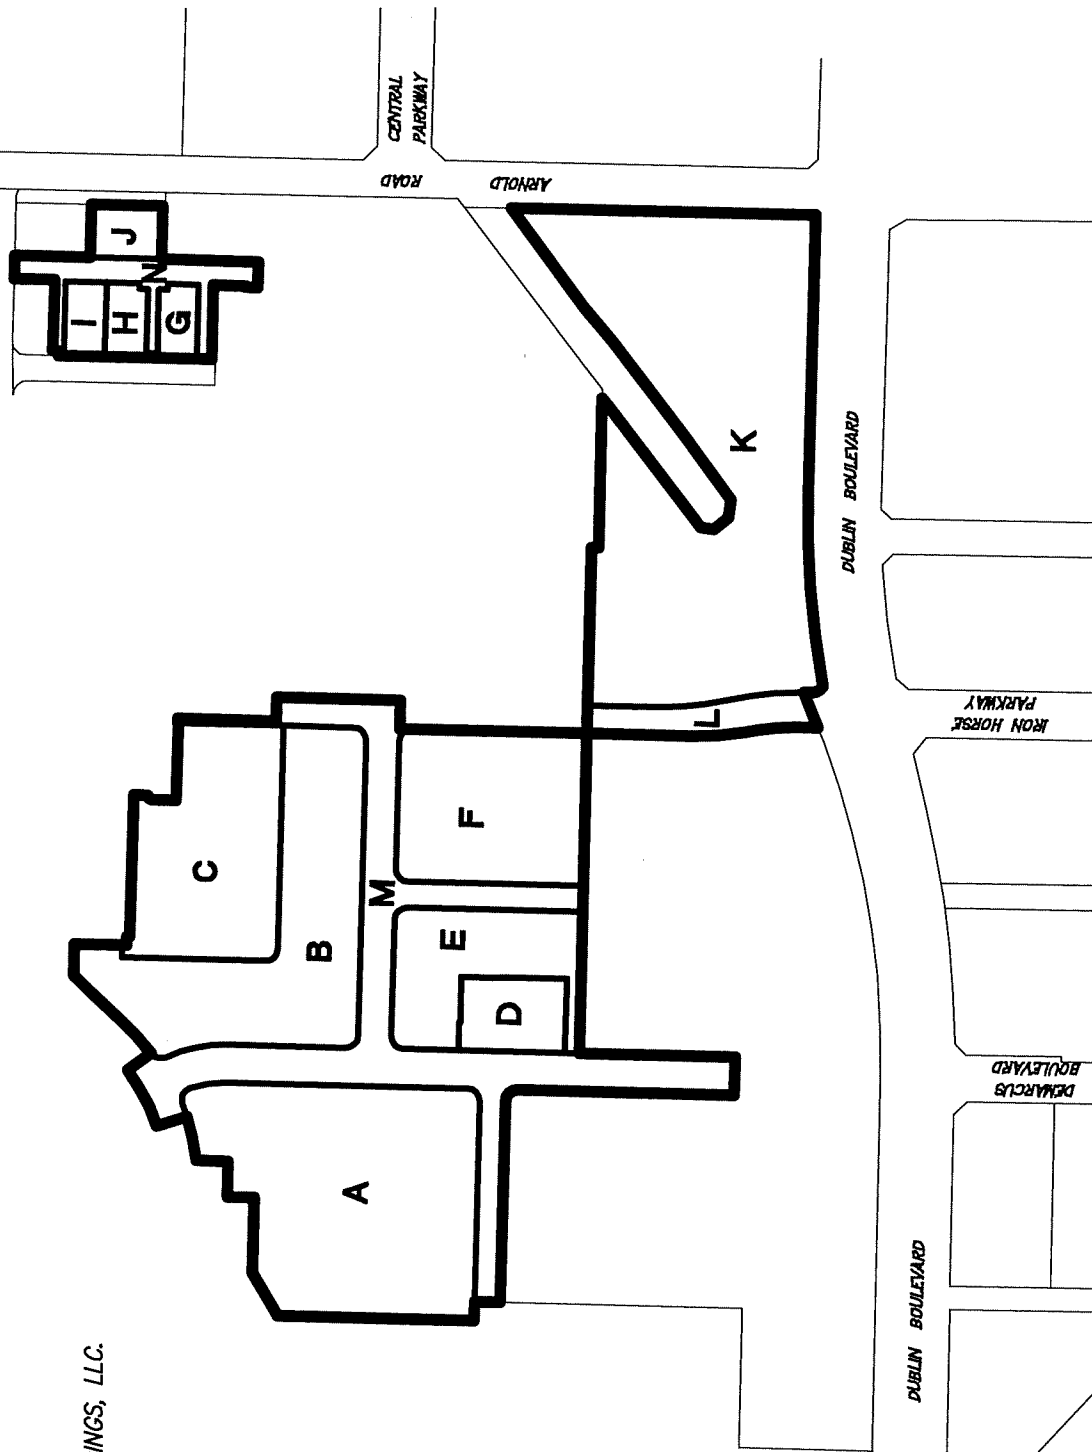 CENTRAL
PARKWAY
ARNOLD
ROAD
J
N
I
H
G
K
DUBLIN BOULEVARD
L
IRON HORSE
PARKWAY
C
F
B
M
E
D
A
DEMARCUS
BOULEVARD
DUBLIN BOULEVARD
INGS, LLC.